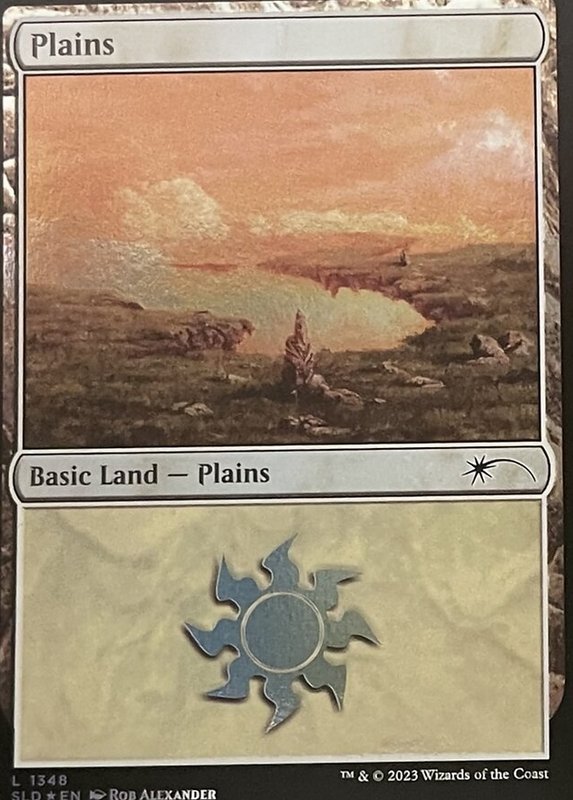 Plains
Basic Land — Plains
L 1348
SLD ★ EN Rob Alexander
™ & © 2023 Wizards of the Coast